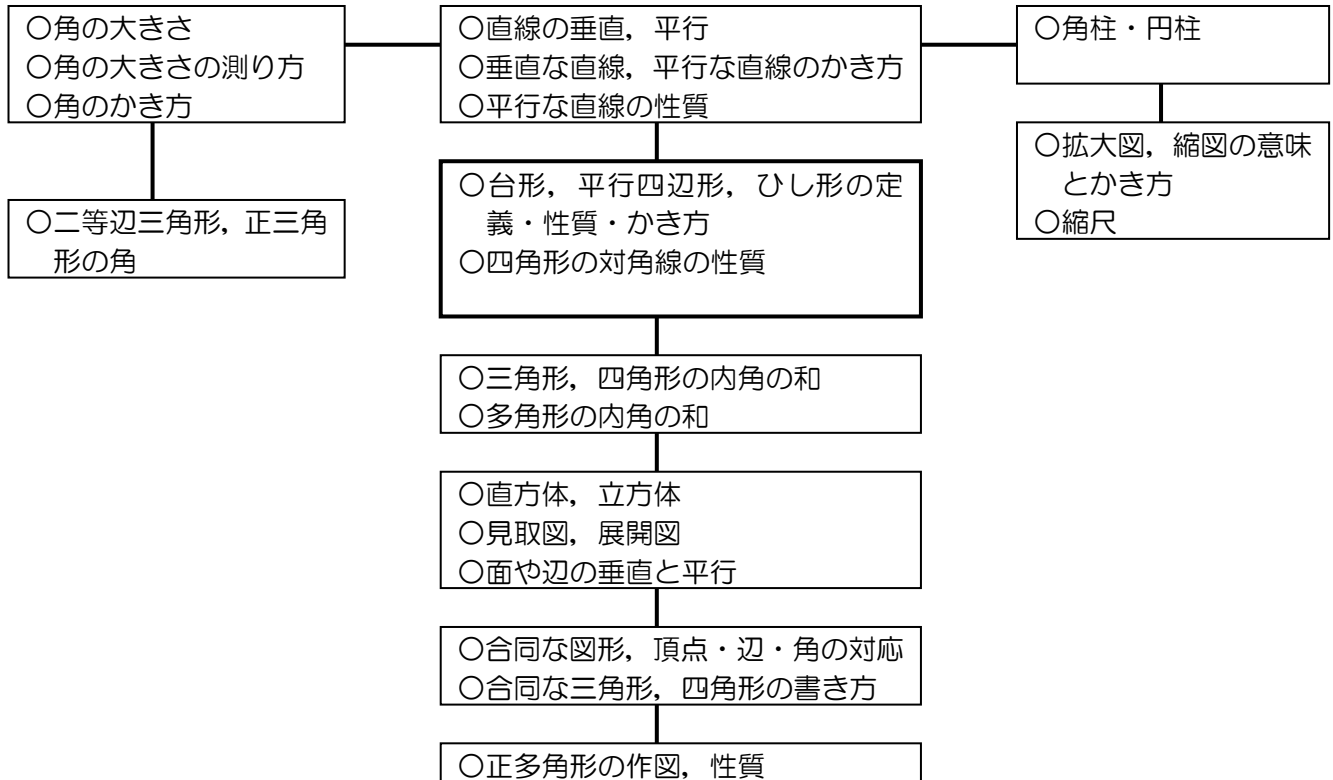 ○角の大きさ
○角の大きさの測り方
○角のかき方
○二等辺三角形，正三角
形の角
○直線の垂直，平行
○垂直な直線，平行な直線のかき方
○平行な直線の性質
○台形，平行四辺形，ひし形の定
義・性質・かき方
○四角形の対角線の性質
○三角形，四角形の内角の和
○多角形の内角の和
○直方体，立方体
○見取図，展開図
○面や辺の垂直と平行
○合同な図形，頂点・辺・角の対応
○合同な三角形，四角形の書き方
○正多角形の作図，性質
○角柱・円柱
○拡大図，縮図の意味
とかき方
○縮尺